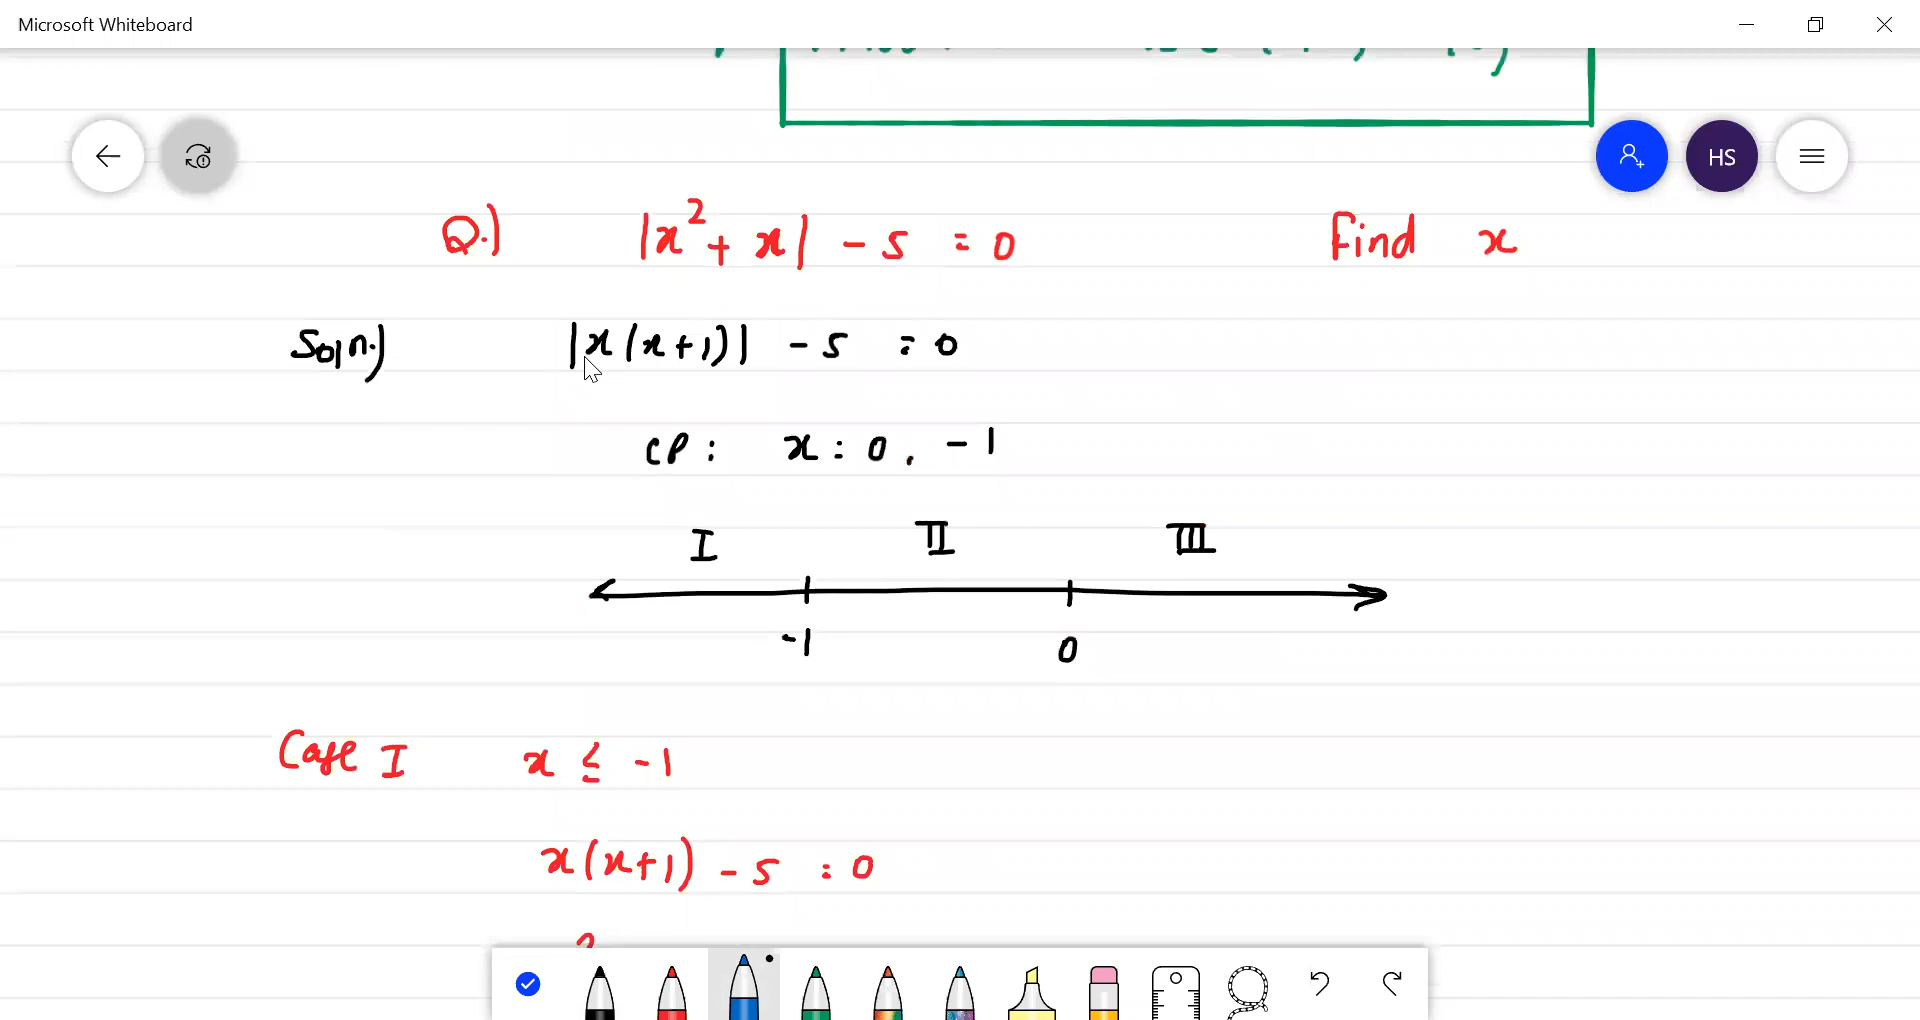 Microsoft Whiteboard
HS
Q.) |x² + x| - 5 = 0 Find x
Soln.) |x(x+1)| - 5 = 0
CP : x = 0, -1
I II III
-1 0
Case I x ≤ -1
x(x+1) - 5 = 0